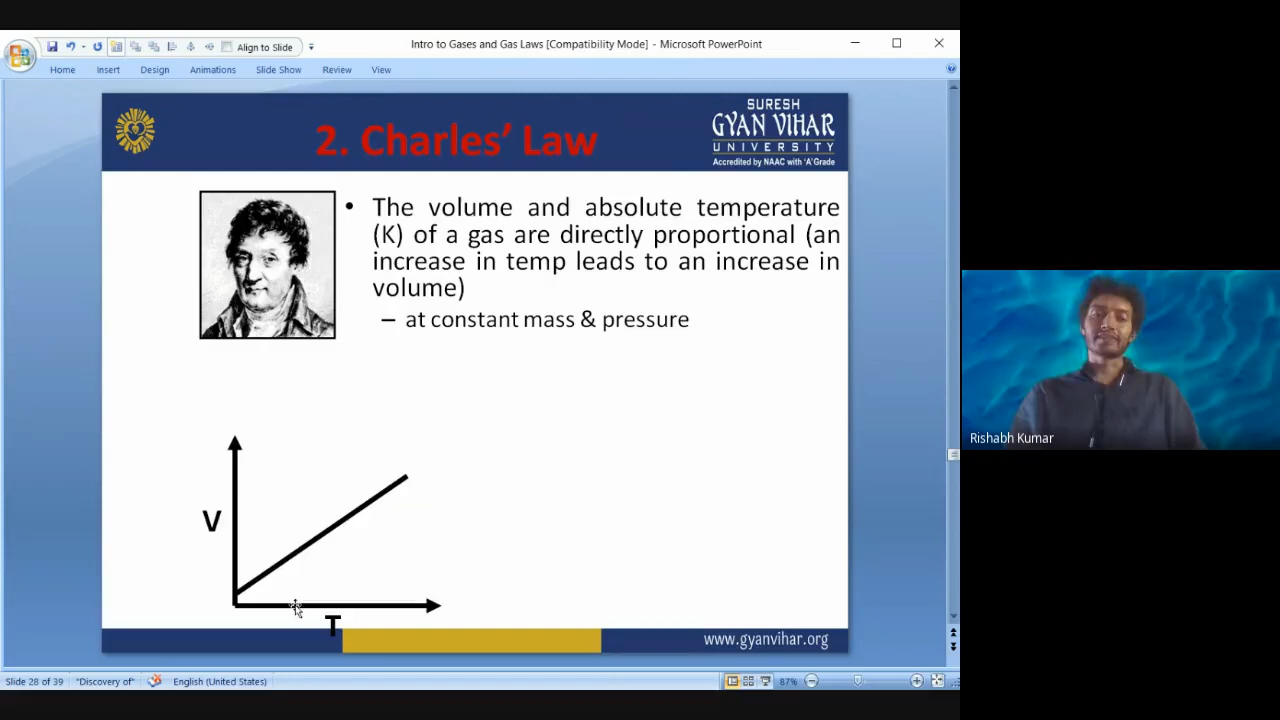 Align to Slide
Intro to Gases and Gas Laws [Compatibility Mode] - Microsoft PowerPoint
Home Insert Design Animations Slide Show Review View
2. Charles’ Law
SURESH
GYAN VIHAR
UNIVERSITY
Accredited by NAAC with 'A'Grade
• The volume and absolute temperature
(K) of a gas are directly proportional (an
increase in temp leads to an increase in
volume)
– at constant mass & pressure
V
T
www.gyanvihar.org
Rishabh Kumar
Slide 28 of 39 "Discovery of" English (United States) 87%